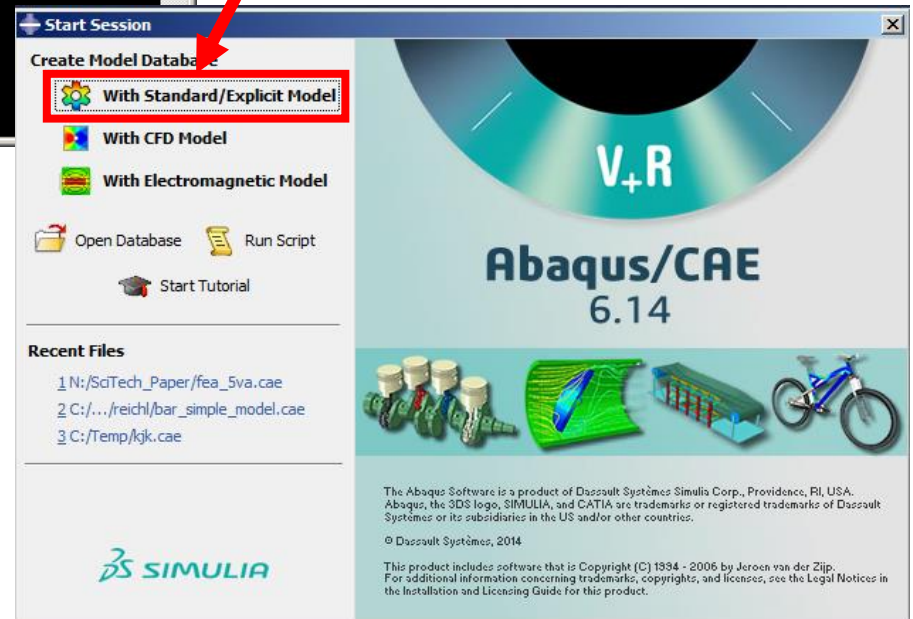 Start Session
Create Model Database
With Standard/Explicit Model
With CFD Model
With Electromagnetic Model
Open Database Run Script
Start Tutorial
Recent Files
1 N:/SciTech_Paper/fea_5va.cae
2 C:/.../reichl/bar_simple_model.cae
3 C:/Temp/kjk.cae
3DS SIMULIA
V+R
Abaqus/CAE
6.14
The Abaqus Software is a product of Dassault Systèmes Simulia Corp., Providence, RI, USA.
Abaqus, the 3DS logo, SIMULIA, and CATIA are trademarks or registered trademarks of Dassault
Systèmes or its subsidiaries in the US and/or other countries.
© Dassault Systèmes, 2014
This product includes software that is Copyright (C) 1994 - 2006 by Jeroen van der Zijp.
For additional information concerning trademarks, copyrights, and licenses, see the Legal Notices in
the Installation and Licensing Guide for this product.